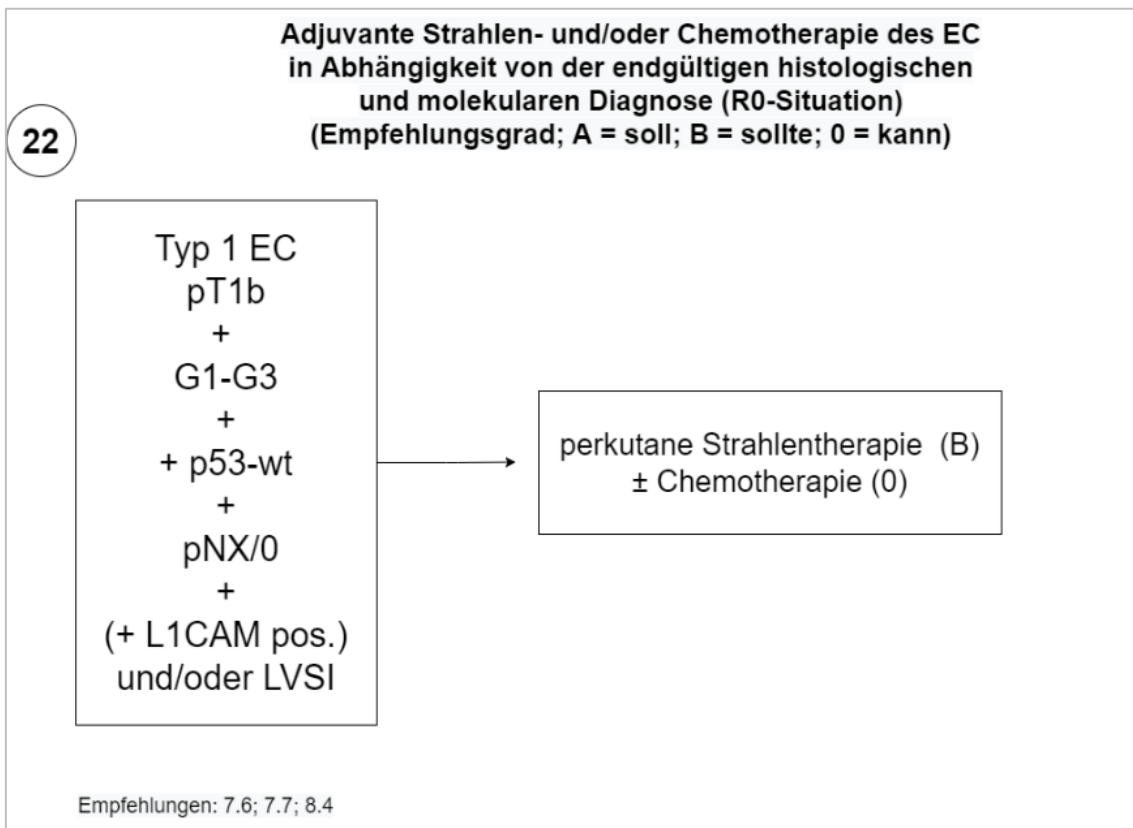 Adjuvante Strahlen- und/oder Chemotherapie des EC
in Abhängigkeit von der endgültigen histologischen
und molekularen Diagnose (R0-Situation)
(Empfehlungsgrad; A = soll; B = sollte; 0 = kann)
22
Typ 1 EC
pT1b
+
G1-G3
+
+ p53-wt
+
pNX/0
+
(+ L1CAM pos.)
und/oder LVSI
perkutane Strahlentherapie (B)
± Chemotherapie (0)
Empfehlungen: 7.6; 7.7; 8.4